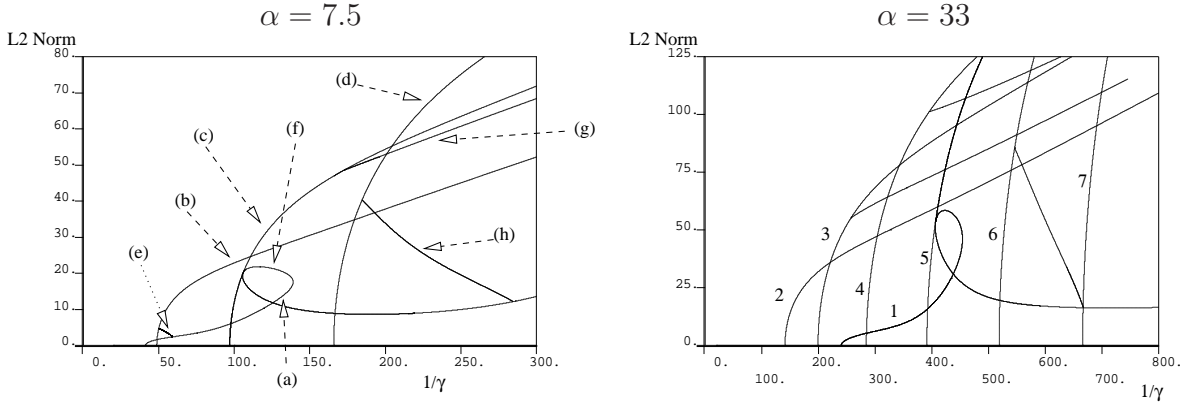 α = 7.5
L2 Norm
80.
70.
60.
50.
40.
30.
20.
10.
0.
0.
50.
100.
150.
200.
250.
300.
1/γ
(a)
(b)
(c)
(d)
(e)
(f)
(g)
(h)
α = 33
L2 Norm
125.
100.
75.
50.
25.
0.
0.
100.
200.
300.
400.
500.
600.
700.
800.
1/γ
1
2
3
4
5
6
7